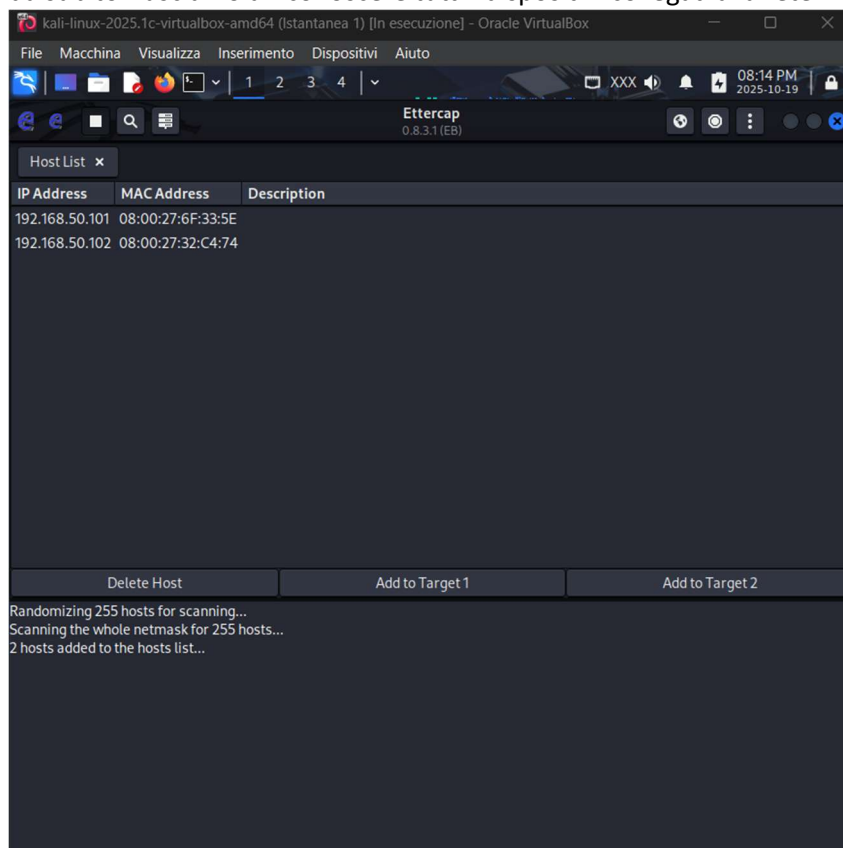 kali-linux-2025.1c-virtualbox-amd64 (Istantanea 1) [In esecuzione] - Oracle VirtualBox
File Macchina Visualizza Inserimento Dispositivi Aiuto
1 2 3 4 XXX 08:14 PM
2025-10-19
Ettercap
0.8.3.1 (EB)
Host List ×
IP Address MAC Address Description
192.168.50.101 08:00:27:6F:33:5E
192.168.50.102 08:00:27:32:C4:74
Delete Host Add to Target 1 Add to Target 2
Randomizing 255 hosts for scanning...
Scanning the whole netmask for 255 hosts...
2 hosts added to the hosts list...